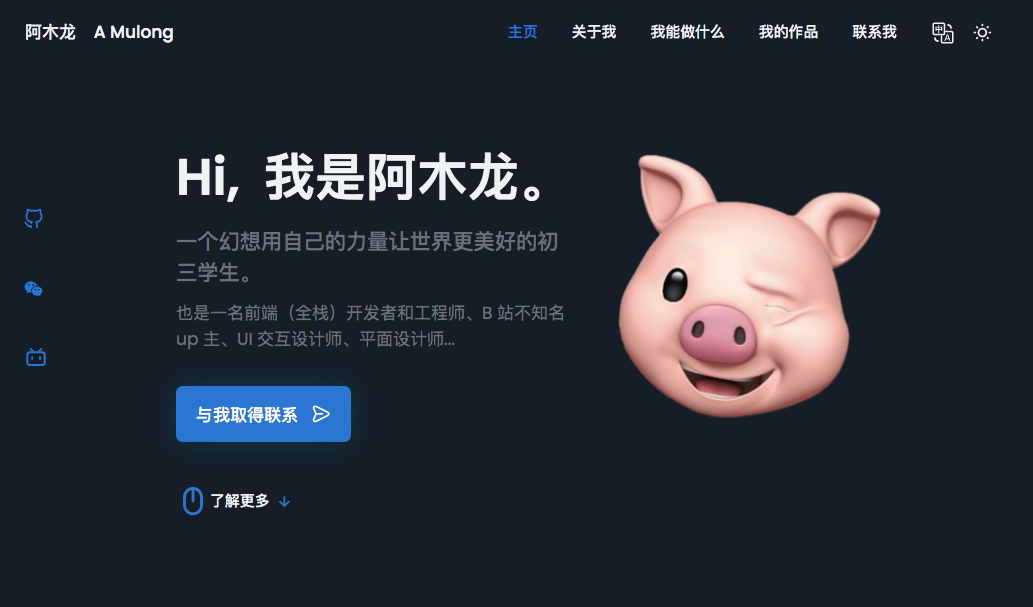 阿木龙 A Mulong
主页 关于我 我能做什么 我的作品 联系我
中 A
Hi, 我是阿木龙。
一个幻想用自己的力量让世界更美好的初
三学生。
也是一名前端（全栈）开发者和工程师、B 站不知名
up 主、UI 交互设计师、平面设计师...
与我取得联系
了解更多